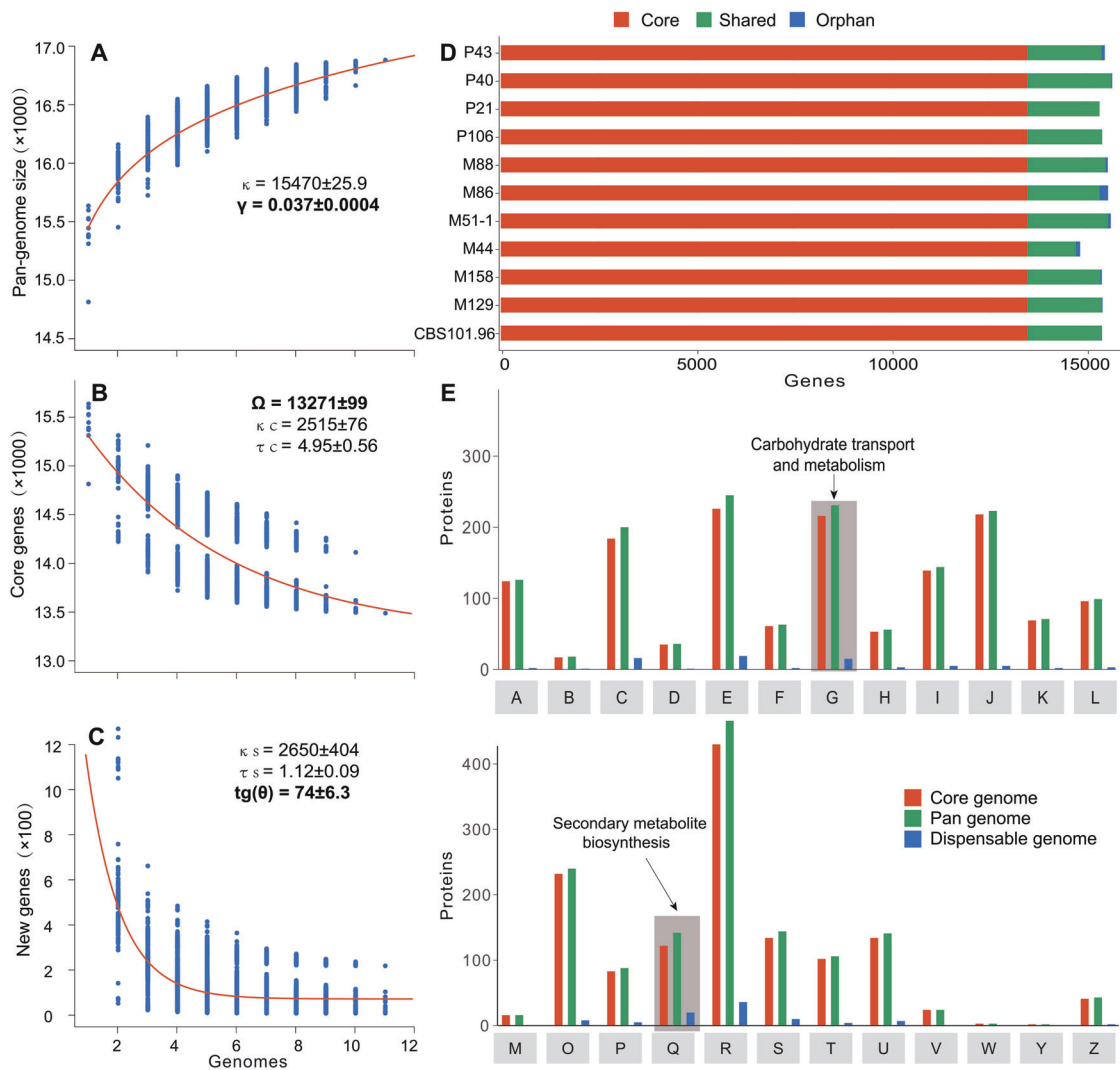 Core Shared Orphan
A
17.0
16.5
16.0
15.5
15.0
14.5
Pan-genome size (×1000)
κ = 15470±25.9
γ = 0.037±0.0004
B
15.5
15.0
14.5
14.0
13.5
13.0
Core genes (×1000)
Ω = 13271±99
κ c = 2515±76
τ c = 4.95±0.56
C
12
10
8
6
4
2
0
New genes (×100)
κ s = 2650±404
τ s = 1.12±0.09
tg(θ) = 74±6.3
2 4 6 8 10 12
Genomes
D
P43
P40
P21
P106
M88
M86
M51-1
M44
M158
M129
CBS101.96
0 5000 10000 15000
Genes
E
Carbohydrate transport
and metabolism
300
200
100
0
Proteins
A B C D E F G H I J K L
400
300
200
100
0
Proteins
Secondary metabolite
biosynthesis
Core genome
Pan genome
Dispensable genome
M O P Q R S T U V W Y Z